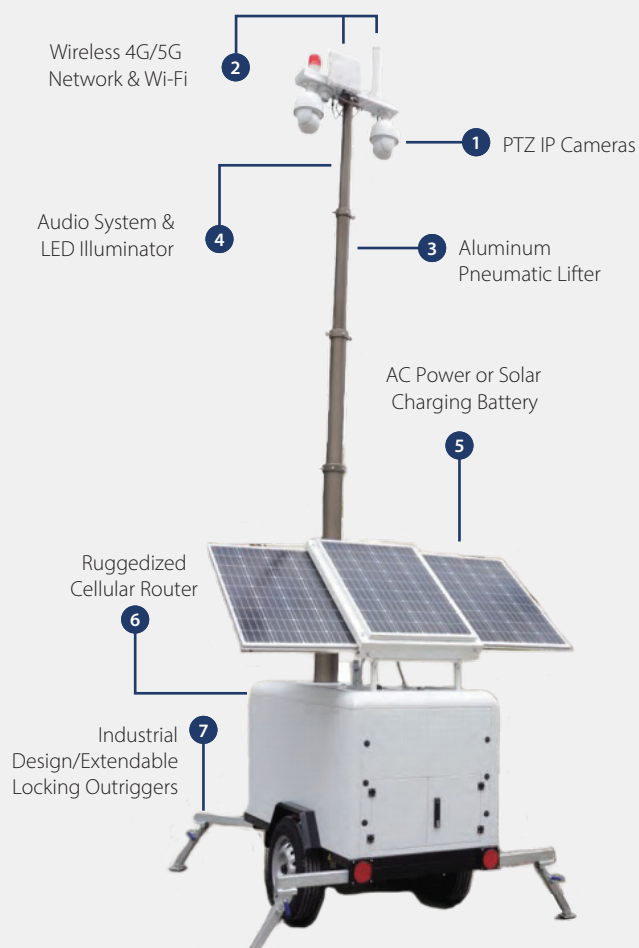 Wireless 4G/5G
Network & Wi-Fi
2
1
PTZ IP Cameras
Audio System &
LED Illuminator
4
3
Aluminum
Pneumatic Lifter
AC Power or Solar
Charging Battery
5
Ruggedized
Cellular Router
6
Industrial
Design/Extendable
Locking Outriggers
7